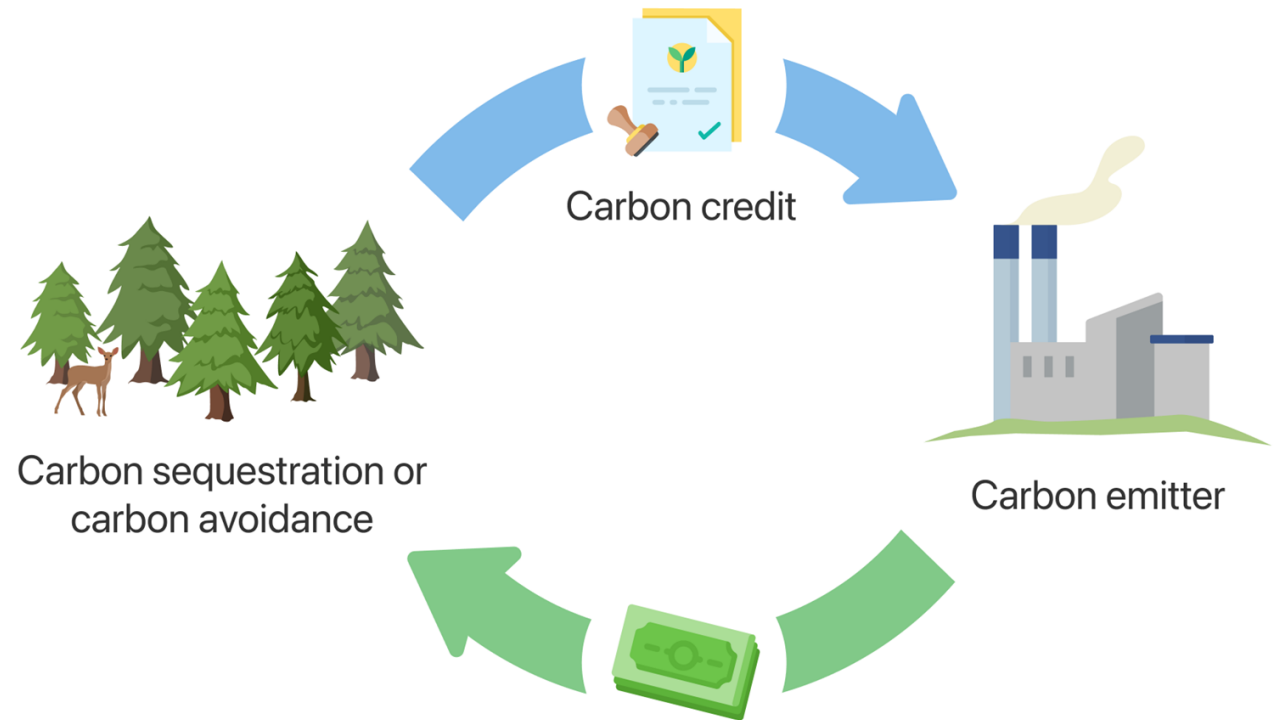 Carbon credit
Carbon sequestration or
carbon avoidance
Carbon emitter